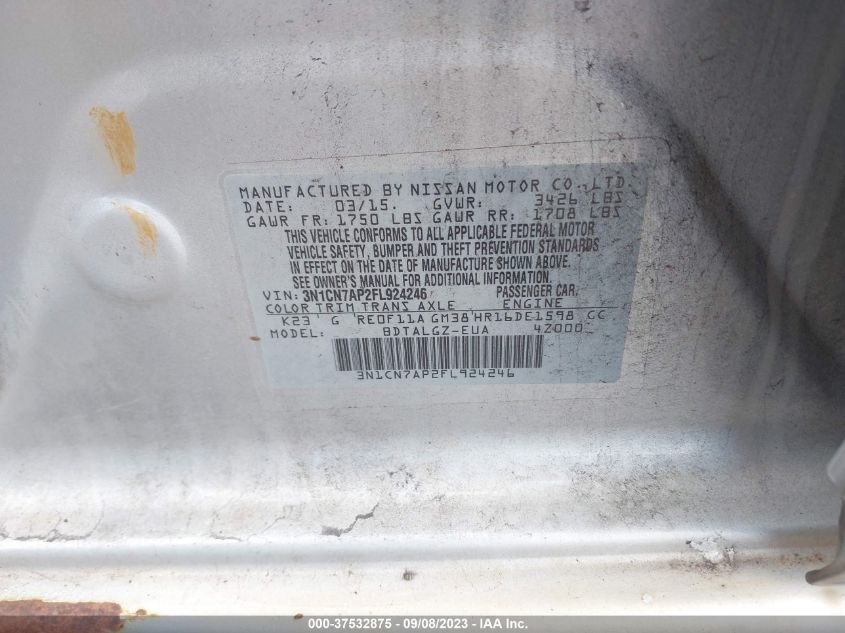 MANUFACTURED BY NISSAN MOTOR CO., LTD.
DATE: 03/15. GVWR: 3426 LBS
GAWR FR: 1750 LBS GAWR RR: 1708 LBS
THIS VEHICLE CONFORMS TO ALL APPLICABLE FEDERAL MOTOR
VEHICLE SAFETY, BUMPER AND THEFT PREVENTION STANDARDS
IN EFFECT ON THE DATE OF MANUFACTURE SHOWN ABOVE.
SEE OWNER'S MANUAL FOR ADDITIONAL INFORMATION.
VIN: 3N1CN7AP2FL924246 PASSENGER CAR.
COLOR TRIM TRANS AXLE ENGINE
K23 G RE0F11A GM38 HR16DE1598 CC
MODEL: BDTALGZ-EUA 4Z000
3N1CN7AP2FL924246
000-37532875 - 09/08/2023 - IAA Inc.